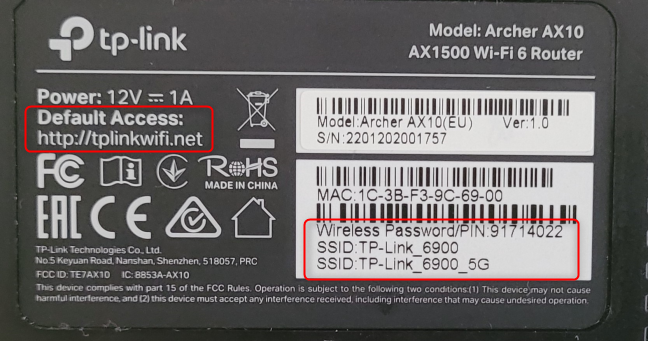 tp-link
Model: Archer AX10
AX1500 Wi-Fi 6 Router
Power: 12V ⎓ 1A
Default Access:
http://tplinkwifi.net
Model:Archer AX10(EU) Ver:1.0
S/N:2201202001757
FC
RoHS
MADE IN CHINA
EAC CE
MAC:1C-3B-F3-9C-69-00
Wireless Password/PIN:91714022
SSID:TP-Link_6900
SSID:TP-Link_6900_5G
TP-Link Technologies Co., Ltd.
No.5 Keyuan Road, Nanshan, Shenzhen, 518057, PRC
FCC ID: TE7AX10 IC: 8853A-AX10
This device complies with part 15 of the FCC Rules. Operation is subject to the following two conditions:(1) This device may not cause
harmful interference, and (2) this device must accept any interference received, including interference that may cause undesired operation.